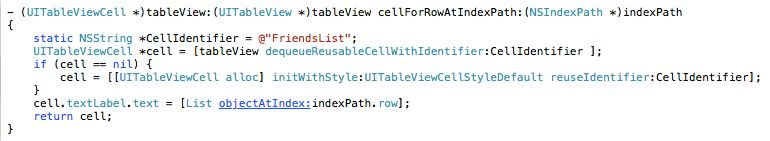 - (UITableViewCell *)tableView:(UITableView *)tableView cellForRowAtIndexPath:(NSIndexPath *)indexPath
{
    static NSString *CellIdentifier = @"FriendsList";
    UITableViewCell *cell = [tableView dequeueReusableCellWithIdentifier:CellIdentifier ];
    if (cell == nil) {
        cell = [[UITableViewCell alloc] initWithStyle:UITableViewCellStyleDefault reuseIdentifier:CellIdentifier];
    }
    cell.textLabel.text = [List objectAtIndex:indexPath.row];
    return cell;
}